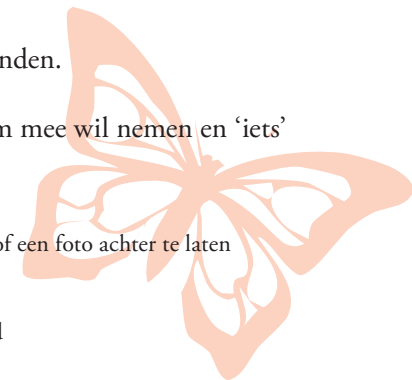 nden.
m mee wil nemen en ‘iets’
of een foto achter te laten